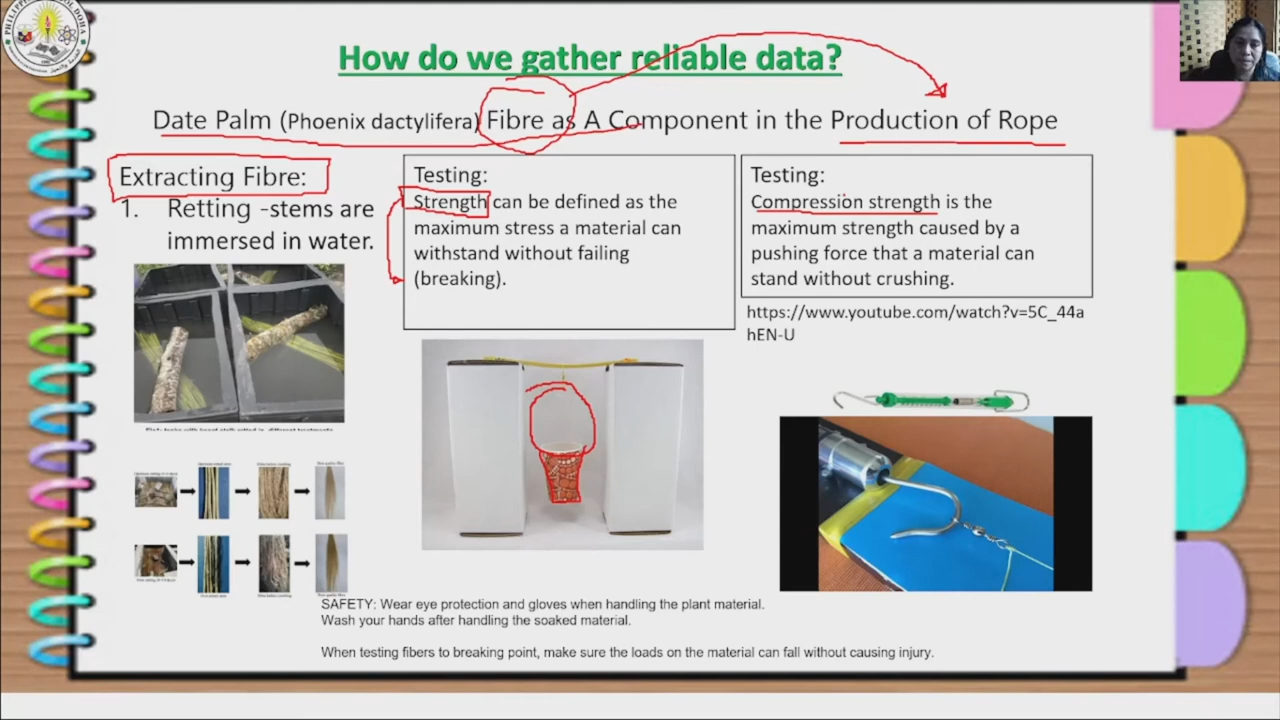 How do we gather reliable data?
Date Palm (Phoenix dactylifera) Fibre as A Component in the Production of Rope
Extracting Fibre:
1. Retting -stems are
immersed in water.
Testing:
Strength can be defined as the
maximum stress a material can
withstand without failing
(breaking).
Testing:
Compression strength is the
maximum strength caused by a
pushing force that a material can
stand without crushing.
https://www.youtube.com/watch?v=5C_44a
hEN-U
SAFETY: Wear eye protection and gloves when handling the plant material.
Wash your hands after handling the soaked material.
When testing fibers to breaking point, make sure the loads on the material can fall without causing injury.